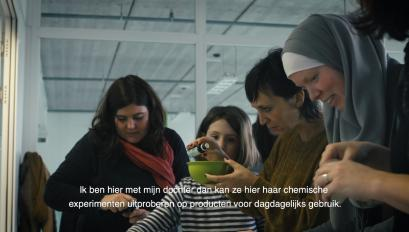 Ik ben hier met mijn dochter dan kan ze hier haar chemische
experimenten uitproberen op producten voor dagdagelijks gebruik.